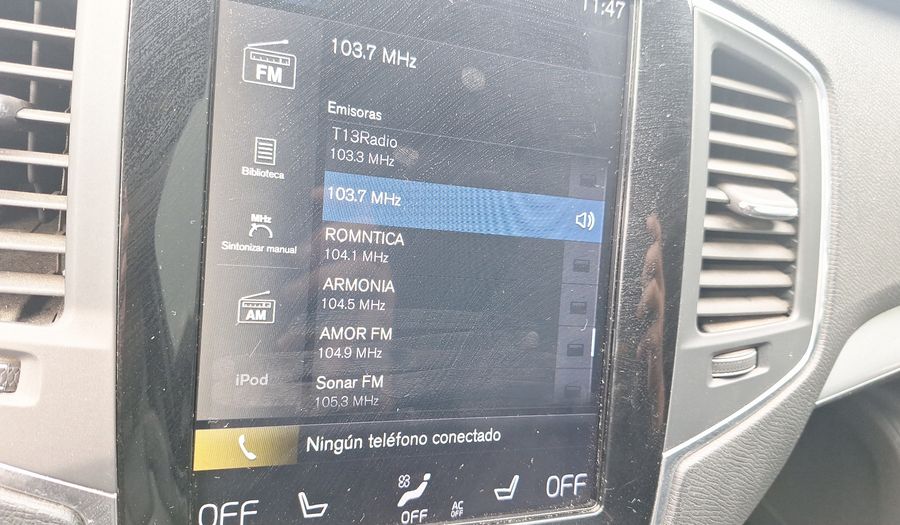 11:47
103.7 MHz
FM
Emisoras
T13Radio
103.3 MHz
Biblioteca
103.7 MHz
MHz
Sintonizar manual
ROMNTICA
104.1 MHz
ARMONIA
104.5 MHz
AM
AMOR FM
104.9 MHz
iPod
Sonar FM
105.3 MHz
Ningún teléfono conectado
OFF
OFF
AC
OFF
OFF